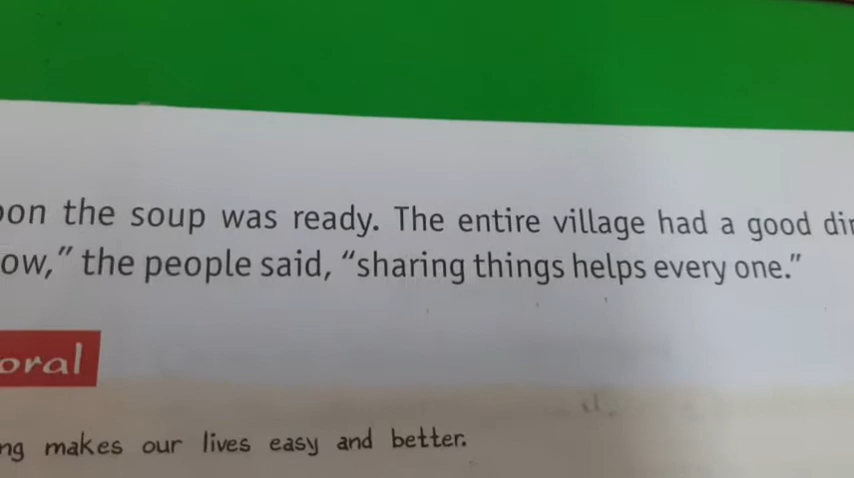 oon the soup was ready. The entire village had a good din
ow,” the people said, “sharing things helps every one.”
oral
ng makes our lives easy and better.